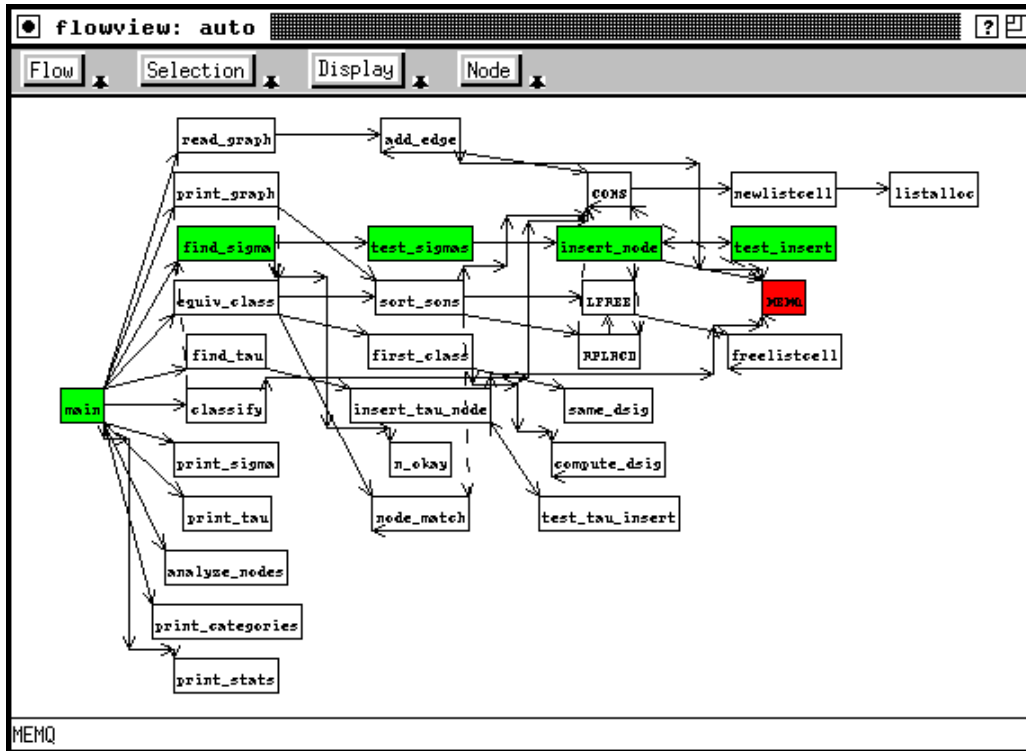 flowview: auto ?
Flow Selection Display Node
read_graph add_edge
print_graph CONS newlistcell listalloc
find_sigma test_sigmas insert_node test_insert
equiv_class sort_sons LFREE MEMQ
find_tau first_class RPLACD freelistcell
main classify insert_tau_node same_dsig
print_sigma n_okay compute_dsig
print_tau node_match test_tau_insert
analyze_nodes
print_categories
print_stats
MEMQ